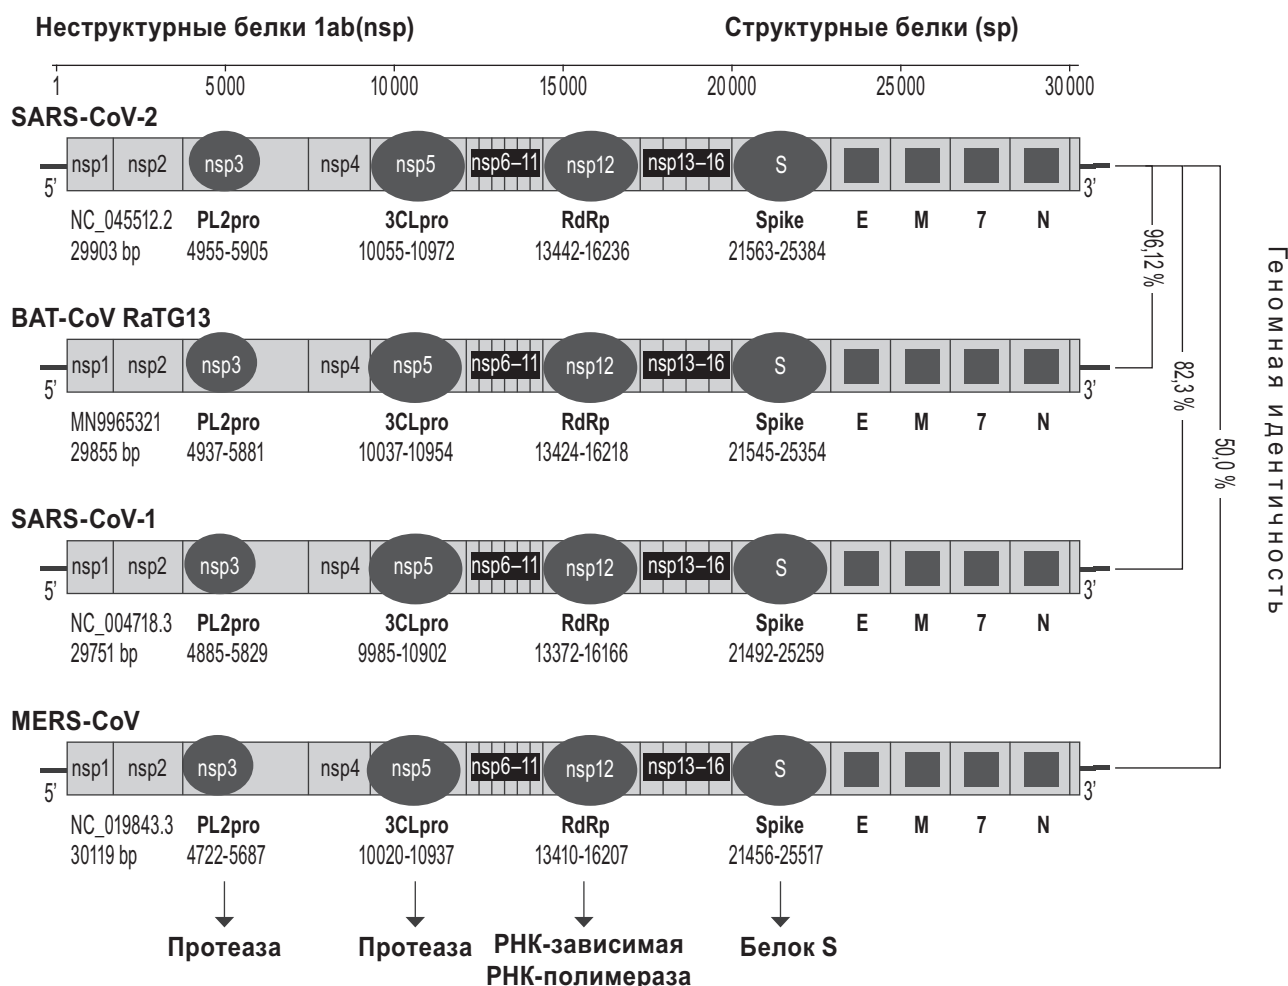 Неструктурные белки 1ab(nsp) Структурные белки (sp)
1 5000 10000 15000 20000 25000 30000
SARS-CoV-2
nsp1 nsp2 nsp3 nsp4 nsp5 nsp6–11 nsp12 nsp13–16 S
5’ 3’
NC_045512.2 PL2pro 3CLpro RdRp Spike E M 7 N
29903 bp 4955-5905 10055-10972 13442-16236 21563-25384
BAT-CoV RaTG13
nsp1 nsp2 nsp3 nsp4 nsp5 nsp6–11 nsp12 nsp13–16 S
5’ 3’
MN9965321 PL2pro 3CLpro RdRp Spike E M 7 N
29855 bp 4937-5881 10037-10954 13424-16218 21545-25354
SARS-CoV-1
nsp1 nsp2 nsp3 nsp4 nsp5 nsp6–11 nsp12 nsp13–16 S
5’ 3’
NC_004718.3 PL2pro 3CLpro RdRp Spike E M 7 N
29751 bp 4885-5829 9985-10902 13372-16166 21492-25259
MERS-CoV
nsp1 nsp2 nsp3 nsp4 nsp5 nsp6–11 nsp12 nsp13–16 S
5’ 3’
NC_019843.3 PL2pro 3CLpro RdRp Spike E M 7 N
30119 bp 4722-5687 10020-10937 13410-16207 21456-25517
Протеаза Протеаза РНК-зависимая Белок S
РНК-полимераза
96,12 %
82,3 %
50,0 %
Геномная идентичность